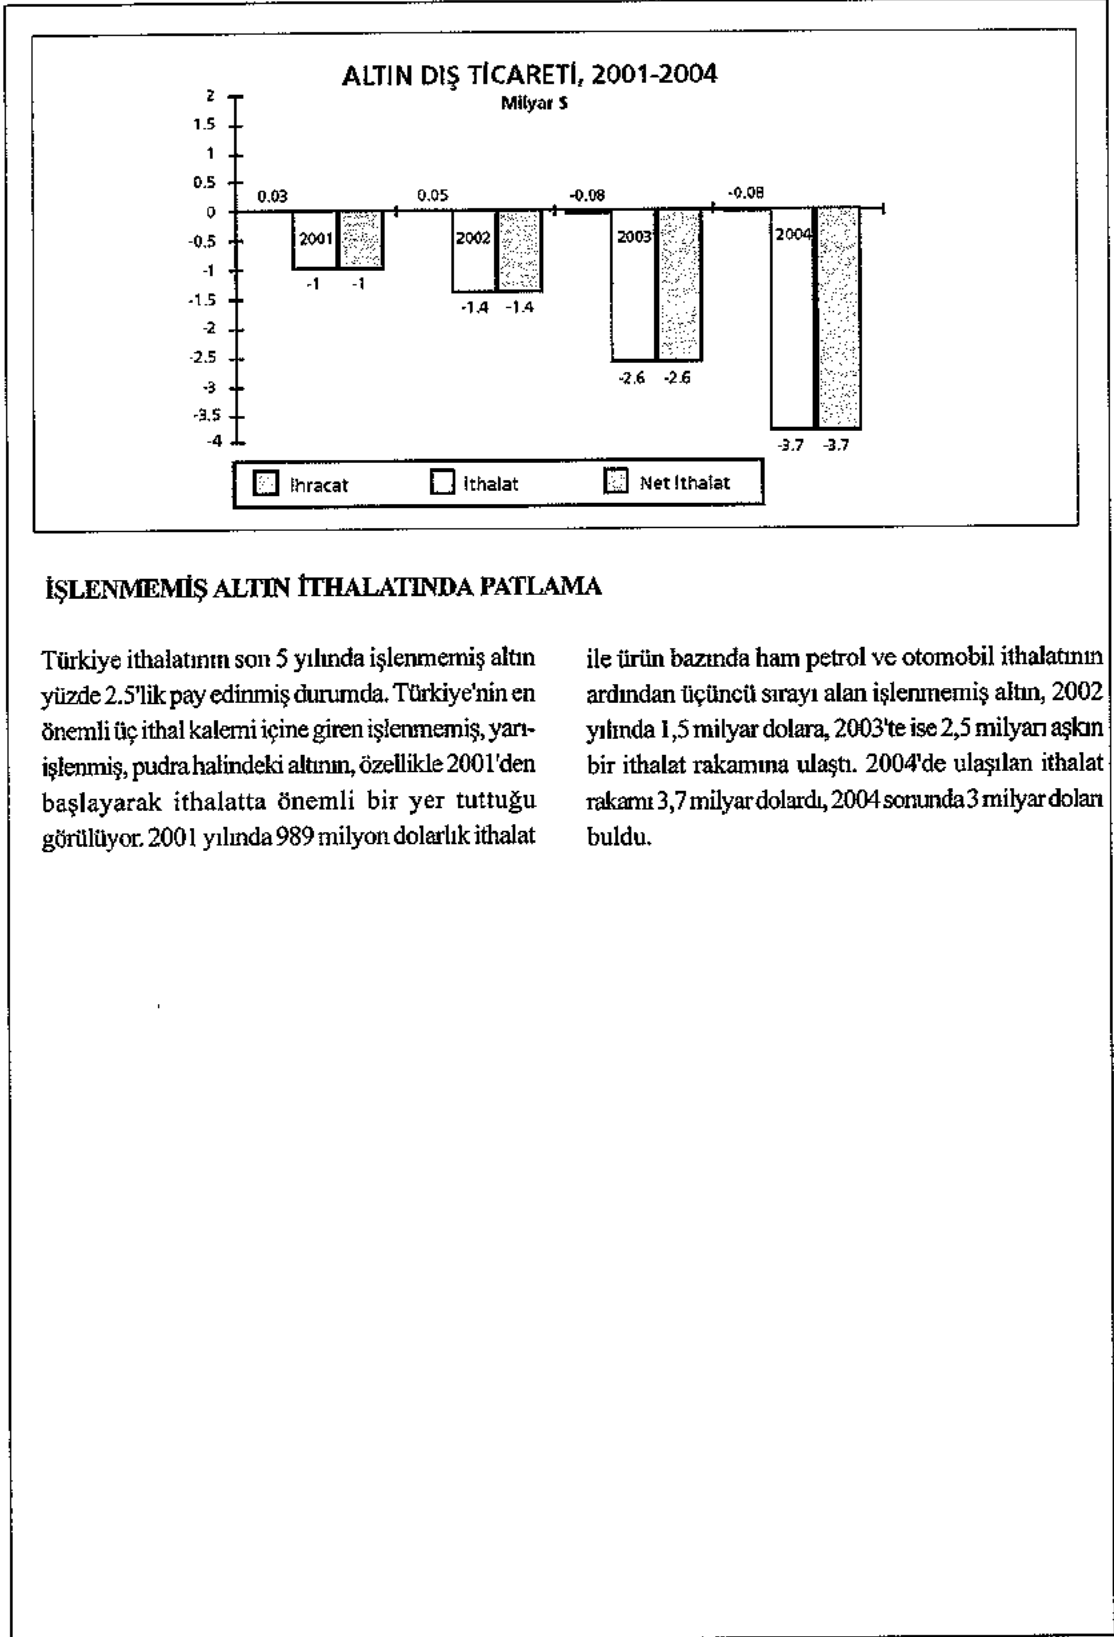 ALTIN DIŞ TİCARETİ, 2001-2004
Milyar $
2
1.5
1
0.5
0
-0.5
-1
-1.5
-2
-2.5
-3
-3.5
-4
0.03
0.05
-0.08
-0.08
2001
2002
2003
2004
-1 -1
-1.4 -1.4
-2.6 -2.6
-3.7 -3.7
İhracat İthalat Net İthalat
İŞLENMEMİŞ ALTIN İTHALATINDA PATLAMA
Türkiye ithalatının son 5 yılında işlenmemiş altın
yüzde 2.5'lik pay edinmiş durumda. Türkiye'nin en
önemli üç ithal kalemi içine giren işlenmemiş, yarı-
işlenmiş, pudra halindeki altının, özellikle 2001'den
başlayarak ithalatta önemli bir yer tuttuğu
görülüyor. 2001 yılında 989 milyon dolarlık ithalat
ile ürün bazında ham petrol ve otomobil ithalatının
ardından üçüncü sırayı alan işlenmemiş altın, 2002
yılında 1,5 milyar dolara, 2003'te ise 2,5 milyarı aşkın
bir ithalat rakamına ulaştı. 2004'de ulaşılan ithalat
rakamı 3,7 milyar dolardı, 2004 sonunda 3 milyar doları
buldu.